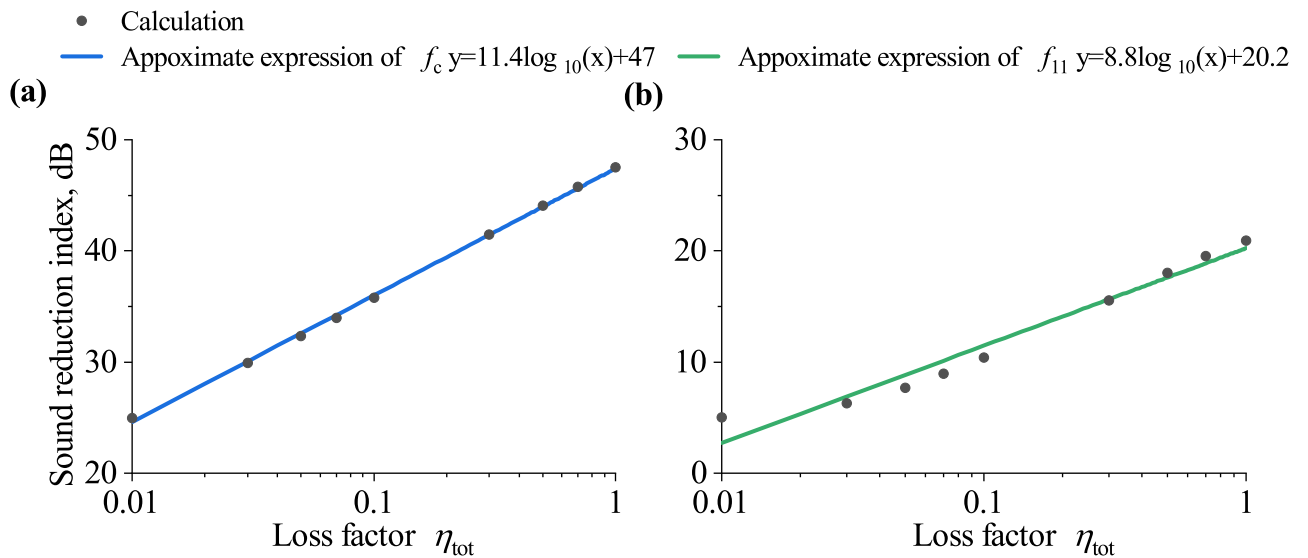 Calculation
Appoximate expression of f_c y=11.4log_10(x)+47 Appoximate expression of f_11 y=8.8log_10(x)+20.2
(a) (b)
50 30
Sound reduction index, dB
40 20
30 10
20 0
0.01 0.1 1 0.01 0.1 1
Loss factor η_tot Loss factor η_tot